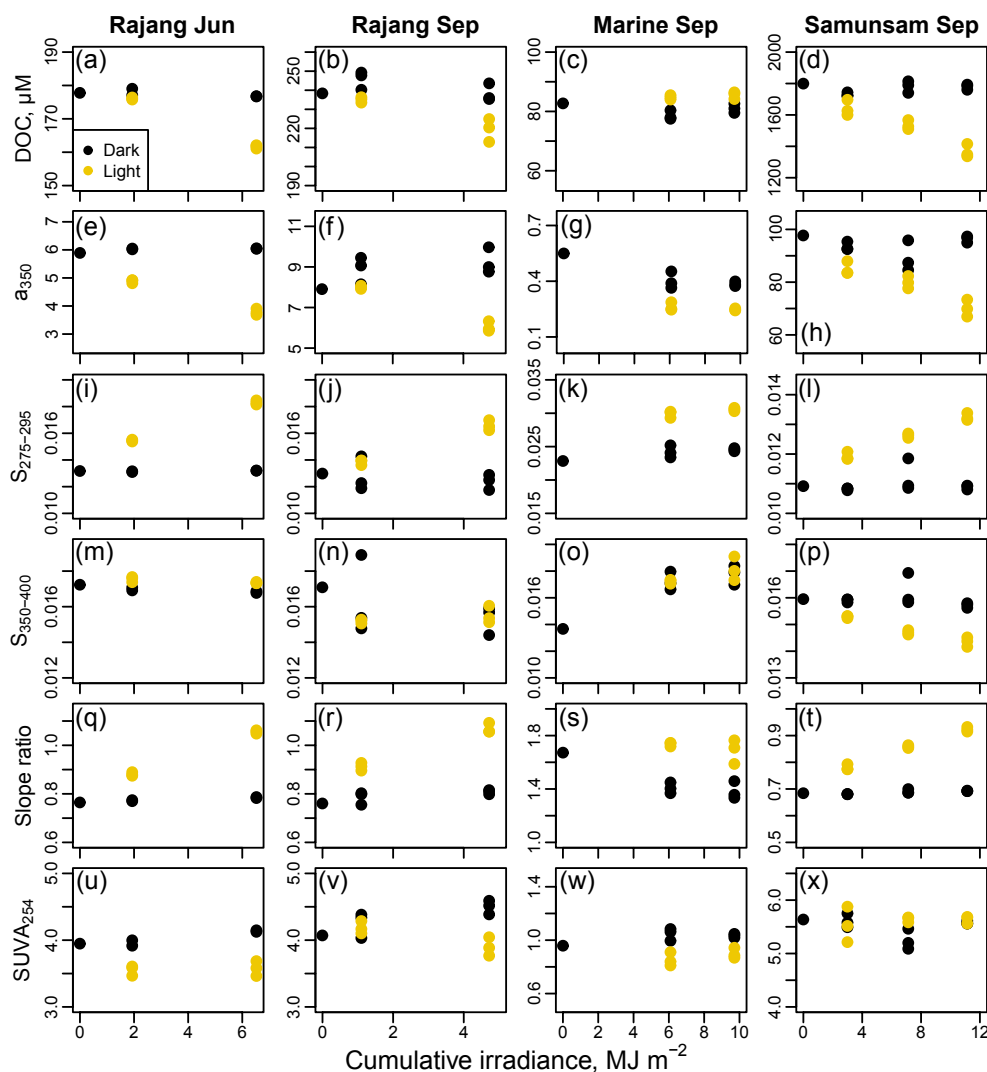 Rajang Jun Rajang Sep Marine Sep Samunsam Sep
DOC, µM
150 170 190
(a)
Dark
Light
190 220 250
(b)
60 80 100
(c)
1200 1600 2000
(d)
a350
3 4 5 6
(e)
5 7 9 11
(f)
0.1 0.4 0.7
(g)
60 80 100
(h)
S275−295
0.010 0.016
(i)
0.010 0.016
(j)
0.015 0.025 0.035
(k)
0.010 0.012 0.014
(l)
S350−400
0.012 0.016
(m)
0.012 0.016
(n)
0.010 0.016
(o)
0.013 0.016
(p)
Slope ratio
0.6 0.8 1.0
(q)
0.6 0.8 1.0
(r)
1.0 1.4 1.8
(s)
0.5 0.7 0.9
(t)
SUVA254
3.0 4.0 5.0
(u)
3.0 4.0 5.0
(v)
0.6 1.0 1.4
(w)
4.0 5.0 6.0
(x)
0 2 4 6 0 2 4 0 2 4 6 8 10 0 2 4 6 8 12
Cumulative irradiance, MJ m−2